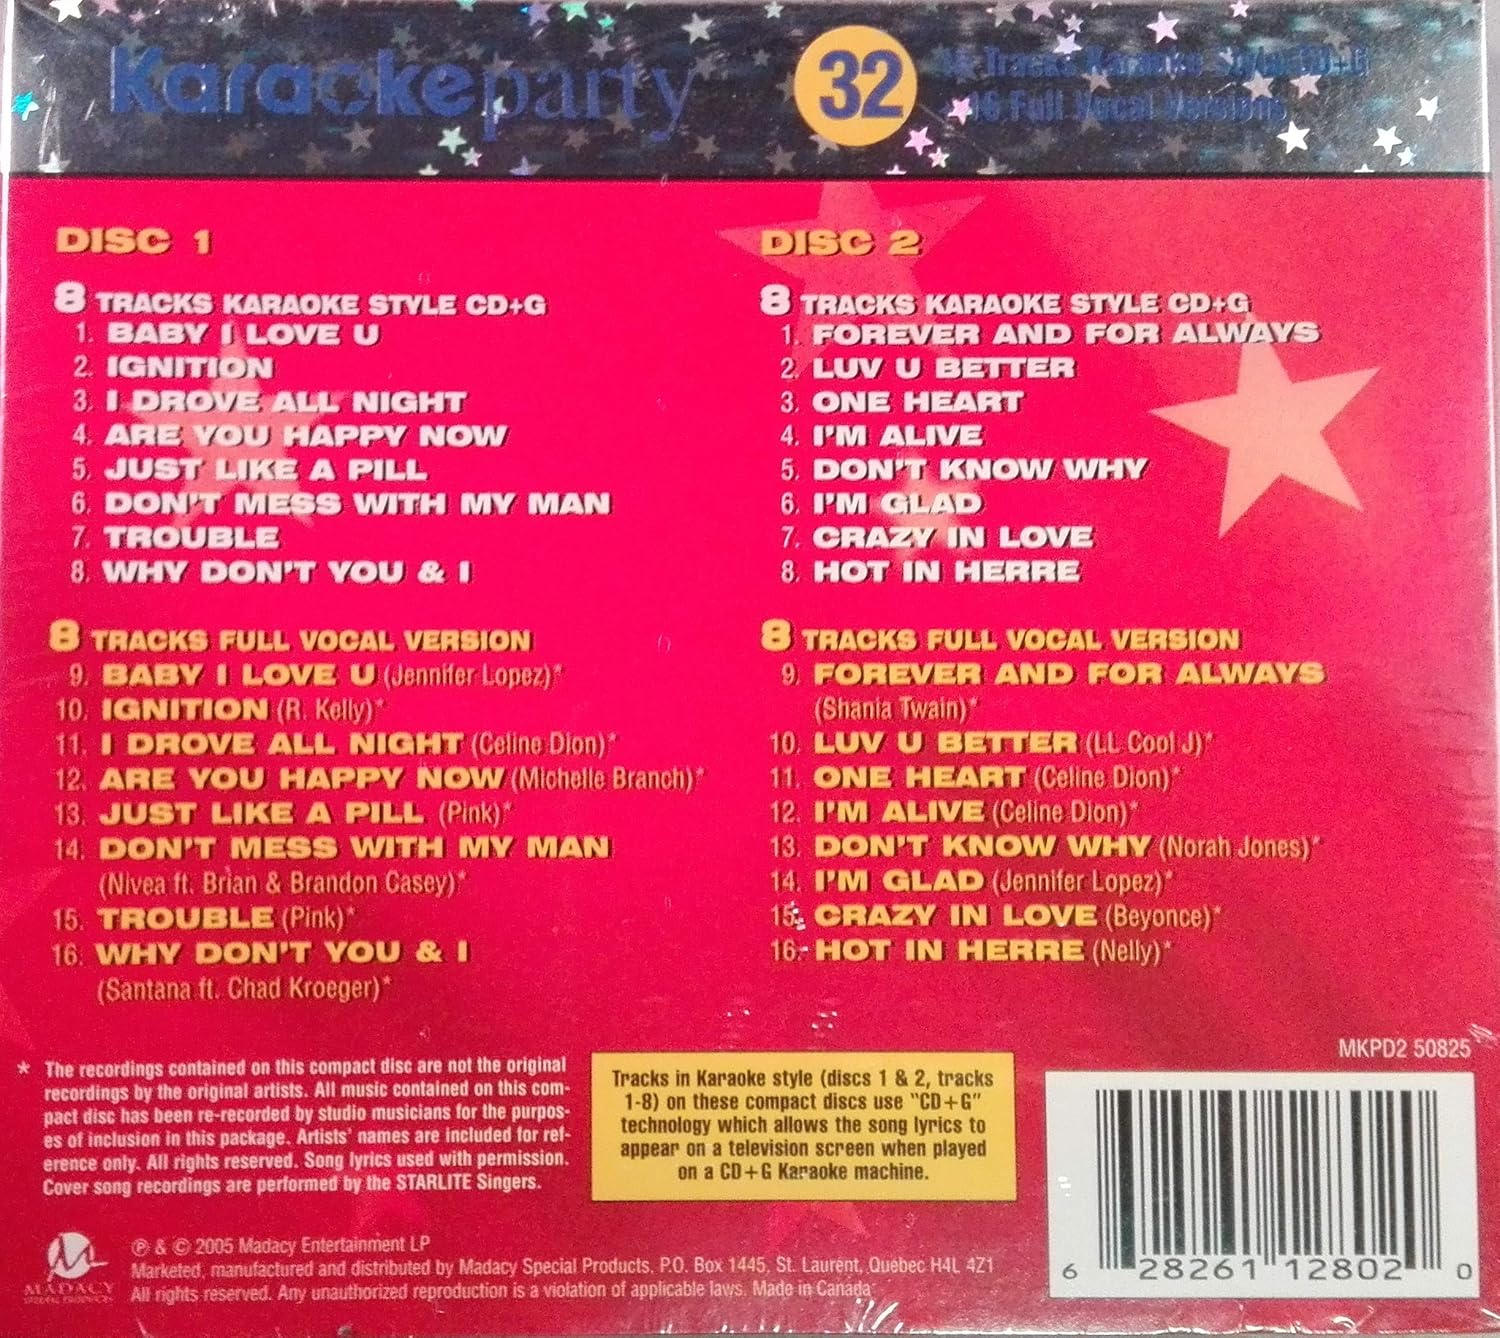 Karaokeparty
32
16 Tracks Karaoke Style CD+G
16 Full Vocal Versions
DISC 1
8 TRACKS KARAOKE STYLE CD+G
1. BABY I LOVE U
2. IGNITION
3. I DROVE ALL NIGHT
4. ARE YOU HAPPY NOW
5. JUST LIKE A PILL
6. DON'T MESS WITH MY MAN
7. TROUBLE
8. WHY DON'T YOU & I
8 TRACKS FULL VOCAL VERSION
9. BABY I LOVE U (Jennifer Lopez)*
10. IGNITION (R. Kelly)*
11. I DROVE ALL NIGHT (Celine Dion)*
12. ARE YOU HAPPY NOW (Michelle Branch)*
13. JUST LIKE A PILL (Pink)*
14. DON'T MESS WITH MY MAN
(Nivea ft. Brian & Brandon Casey)*
15. TROUBLE (Pink)*
16. WHY DON'T YOU & I
(Santana ft. Chad Kroeger)*
DISC 2
8 TRACKS KARAOKE STYLE CD+G
1. FOREVER AND FOR ALWAYS
2. LUV U BETTER
3. ONE HEART
4. I'M ALIVE
5. DON'T KNOW WHY
6. I'M GLAD
7. CRAZY IN LOVE
8. HOT IN HERRE
8 TRACKS FULL VOCAL VERSION
9. FOREVER AND FOR ALWAYS
(Shania Twain)*
10. LUV U BETTER (LL Cool J)*
11. ONE HEART (Celine Dion)*
12. I'M ALIVE (Celine Dion)*
13. DON'T KNOW WHY (Norah Jones)*
14. I'M GLAD (Jennifer Lopez)*
15. CRAZY IN LOVE (Beyonce)*
16. HOT IN HERRE (Nelly)*
* The recordings contained on this compact disc are not the original
recordings by the original artists. All music contained on this com-
pact disc has been re-recorded by studio musicians for the purpos-
es of inclusion in this package. Artists' names are included for ref-
erence only. All rights reserved. Song lyrics used with permission.
Cover song recordings are performed by the STARLITE Singers.
Tracks in Karaoke style (discs 1 & 2, tracks
1-8) on these compact discs use "CD+G"
technology which allows the song lyrics to
appear on a television screen when played
on a CD+G Karaoke machine.
MKPD2 50825
6 28261 12802 0
MADACY
SPECIAL PRODUCTS
℗ & © 2005 Madacy Entertainment LP
Marketed, manufactured and distributed by Madacy Special Products, P.O. Box 1445, St. Laurent, Quebec H4L 4Z1
All rights reserved. Any unauthorized reproduction is a violation of applicable laws. Made in Canada